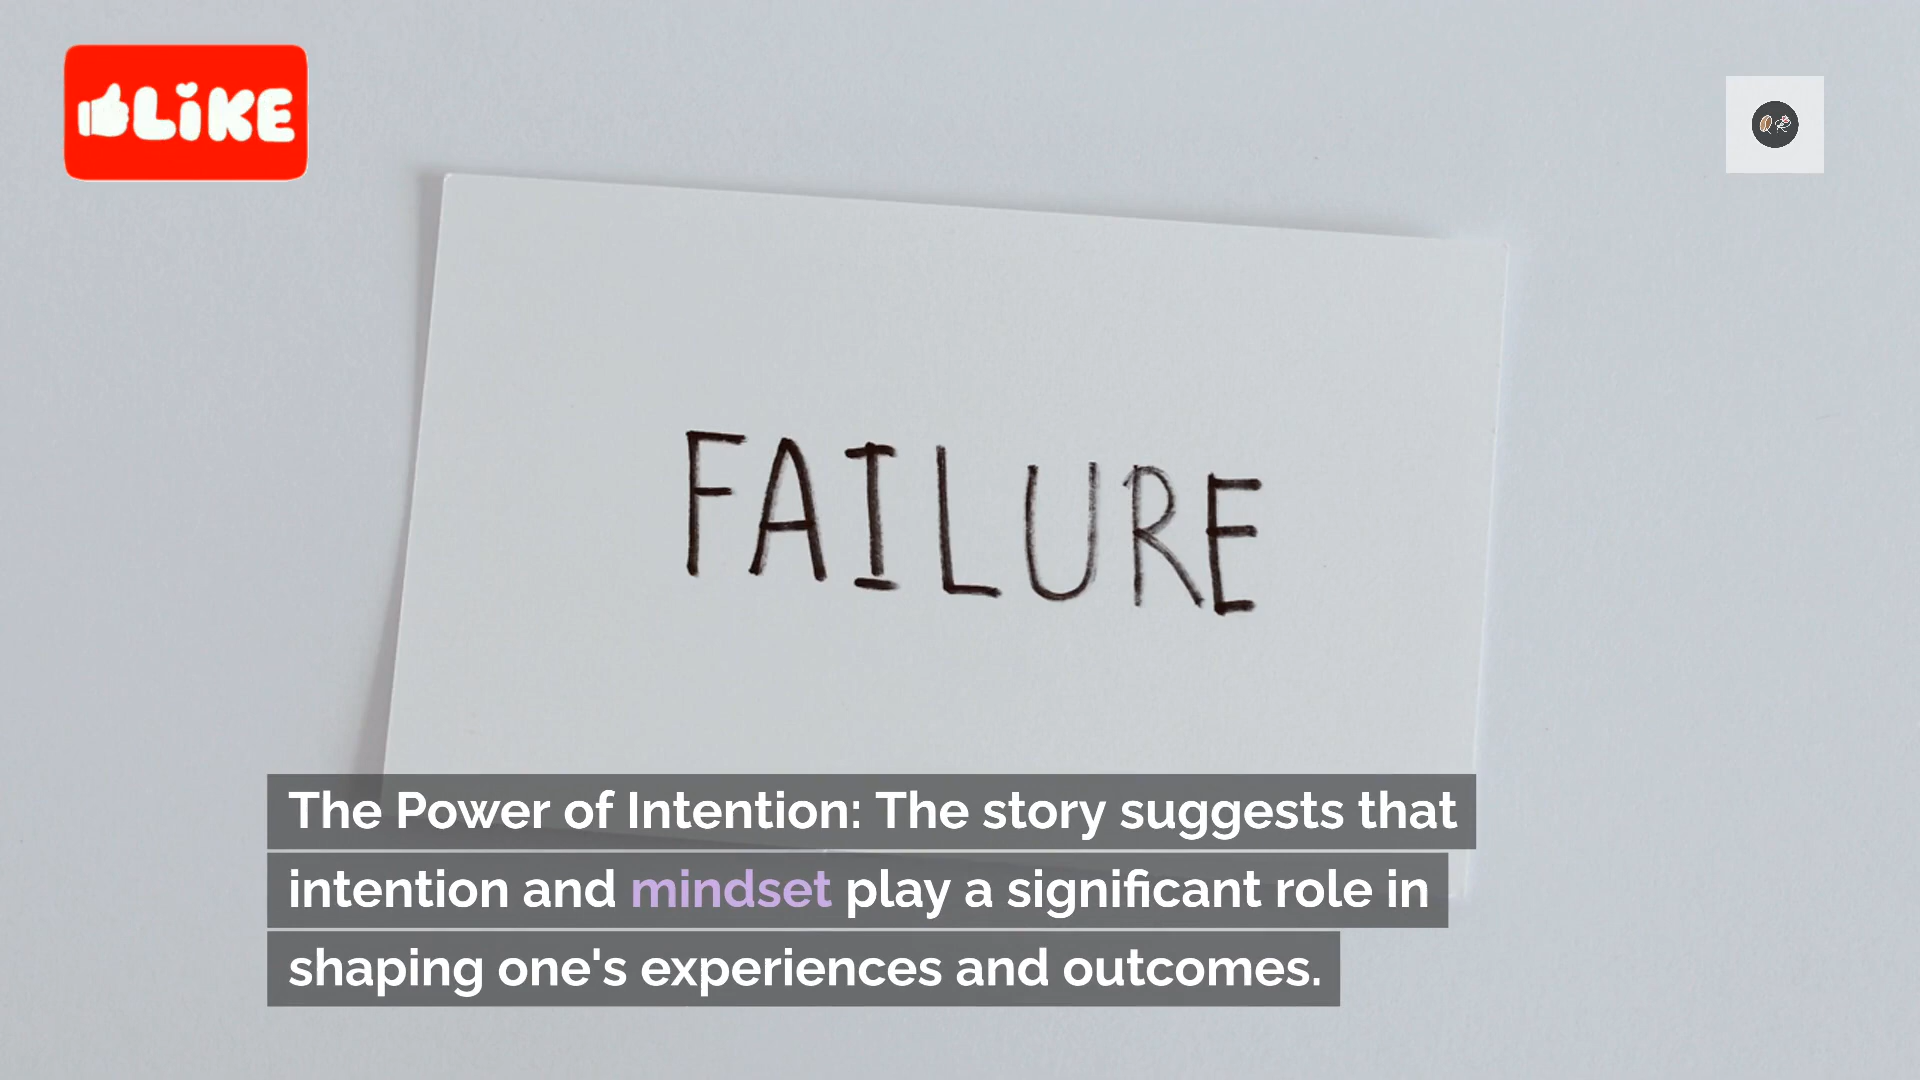 LiKE
FAILURE
The Power of Intention: The story suggests that
intention and mindset play a significant role in
shaping one's experiences and outcomes.